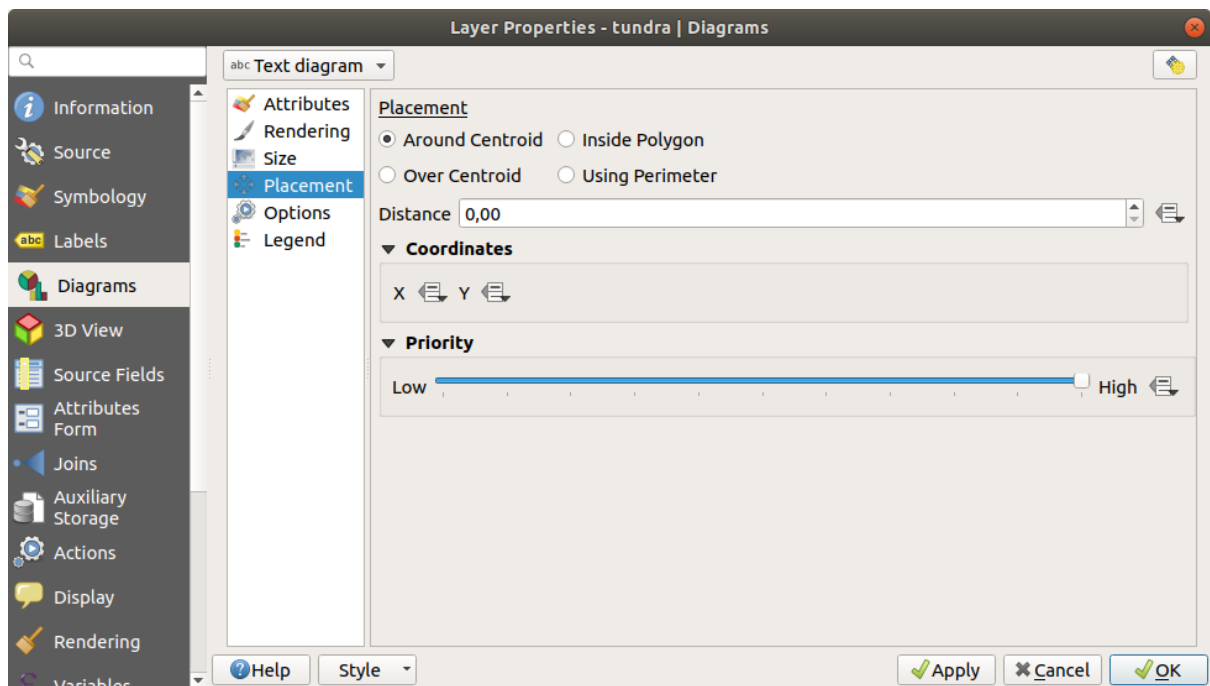 Layer Properties - tundra | Diagrams
Information
Source
Symbology
abc Labels
Diagrams
3D View
Source Fields
Attributes
Form
Joins
Auxiliary
Storage
Actions
Display
Rendering
Variables
abc Text diagram
Attributes
Rendering
Size
Placement
Options
Legend
Placement
Around Centroid Inside Polygon
Over Centroid Using Perimeter
Distance 0,00
Coordinates
X Y
Priority
Low High
Help Style Apply Cancel OK